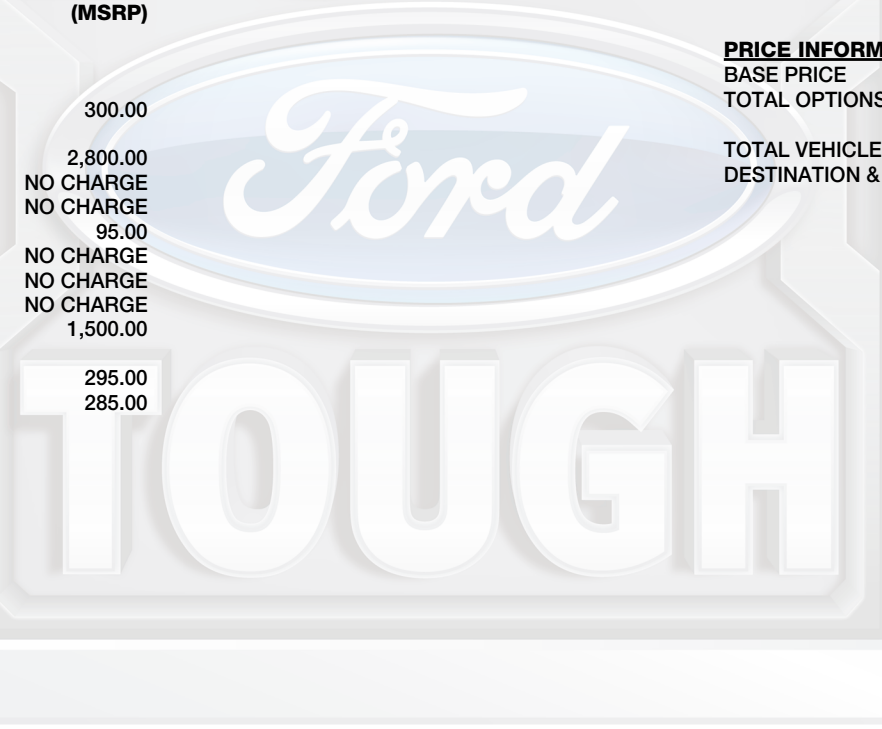 (MSRP)
300.00
2,800.00
NO CHARGE
NO CHARGE
95.00
NO CHARGE
NO CHARGE
NO CHARGE
1,500.00
295.00
285.00
PRICE INFORM
BASE PRICE
TOTAL OPTIONS
TOTAL VEHICLE
DESTINATION &
Ford
TOUGH